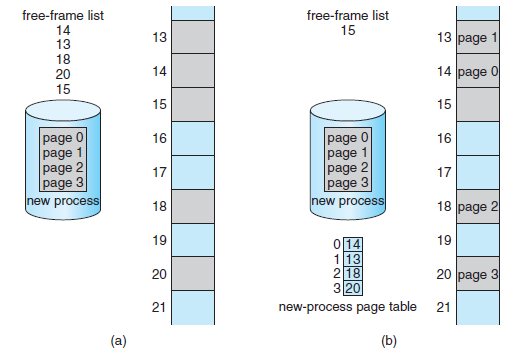 free-frame list
14
13
18
20
15
page 0
page 1
page 2
page 3
new process
13
14
15
16
17
18
19
20
21
(a)
free-frame list
15
page 0
page 1
page 2
page 3
new process
0 14
1 13
2 18
3 20
new-process page table
13 page 1
14 page 0
15
16
17
18 page 2
19
20 page 3
21
(b)